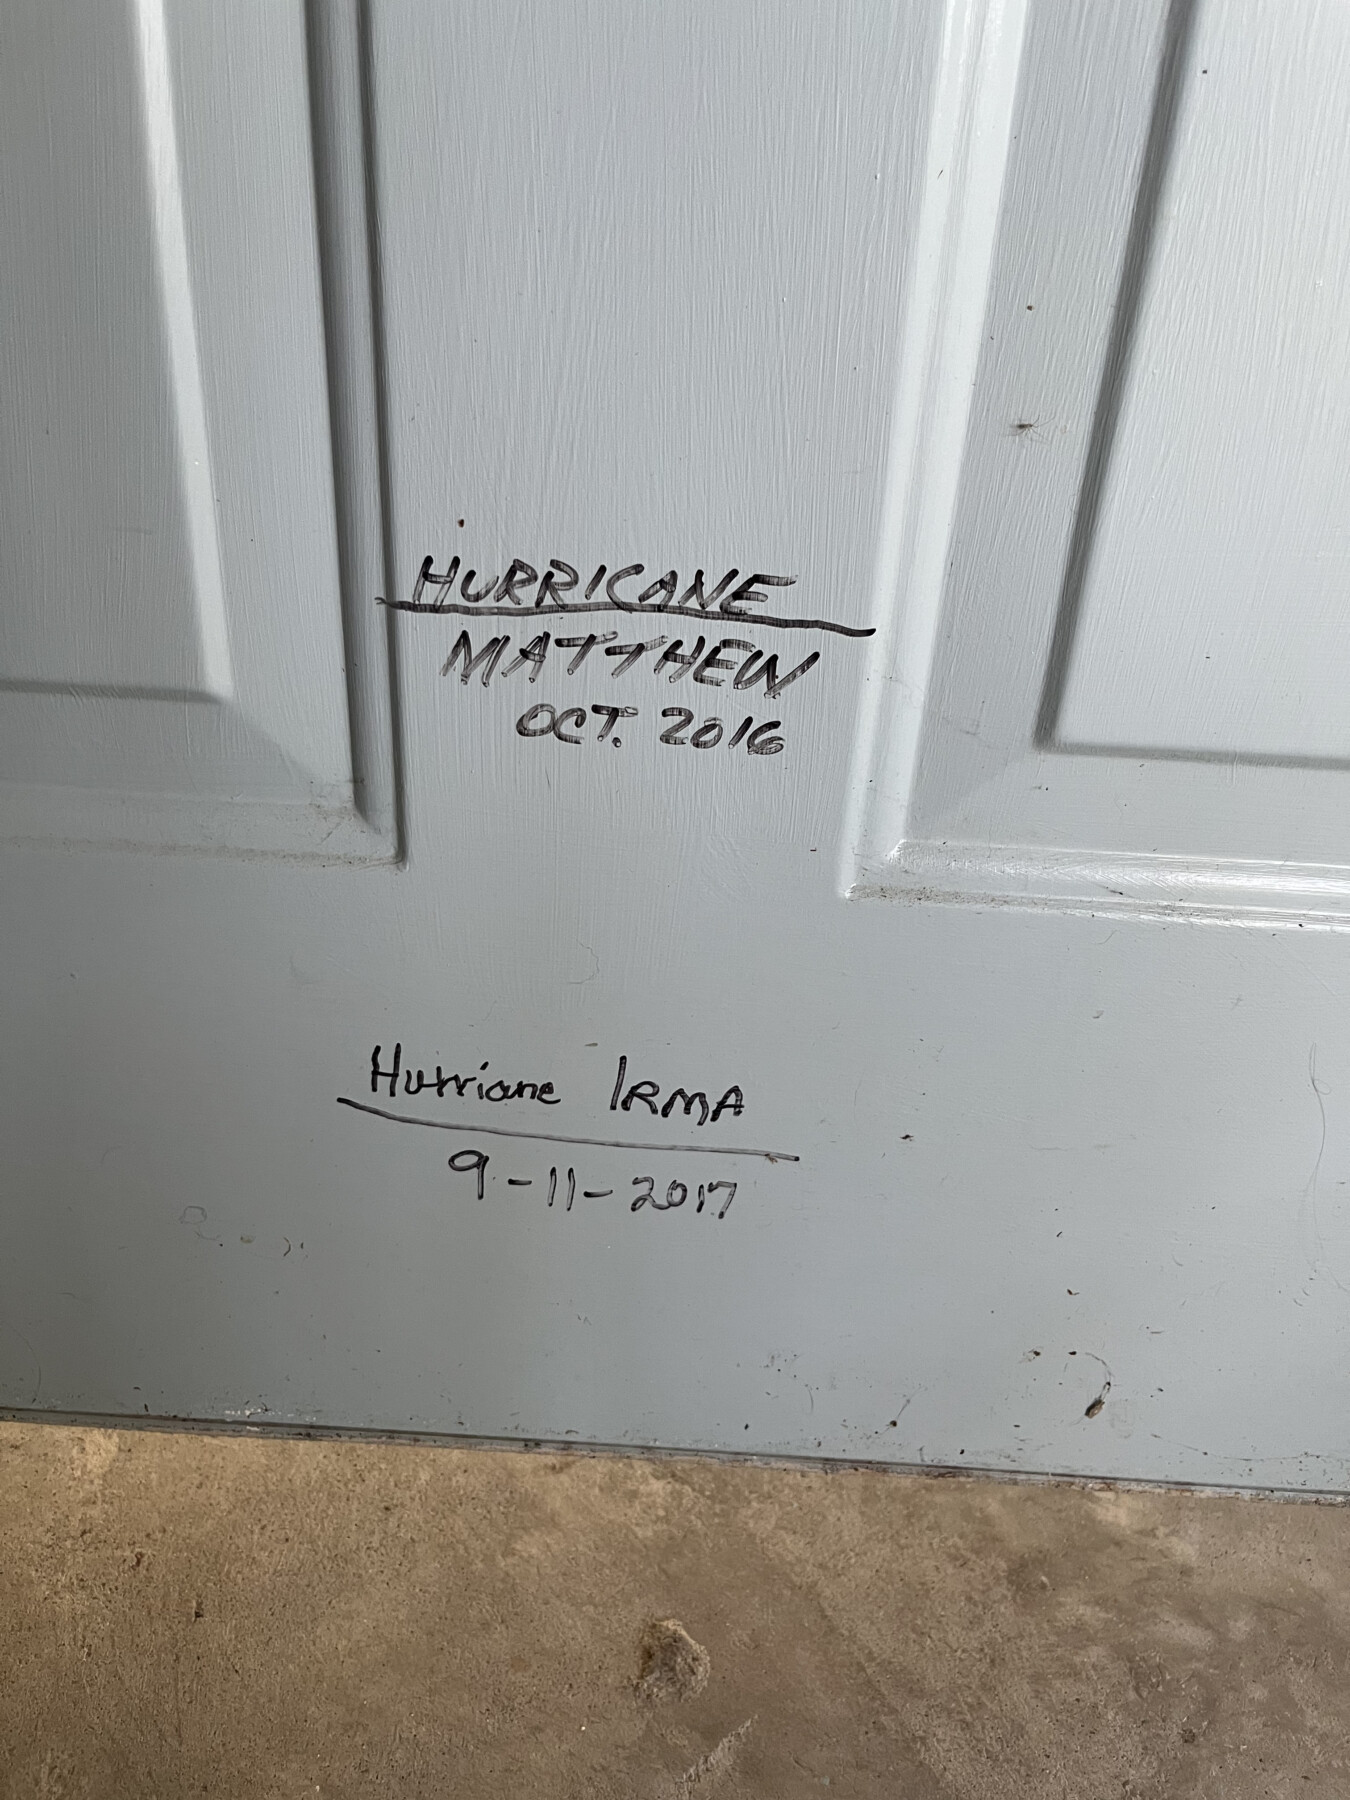 HURRICANE
MATTHEW
OCT. 2016
Hurriane IRMA
9-11-2017